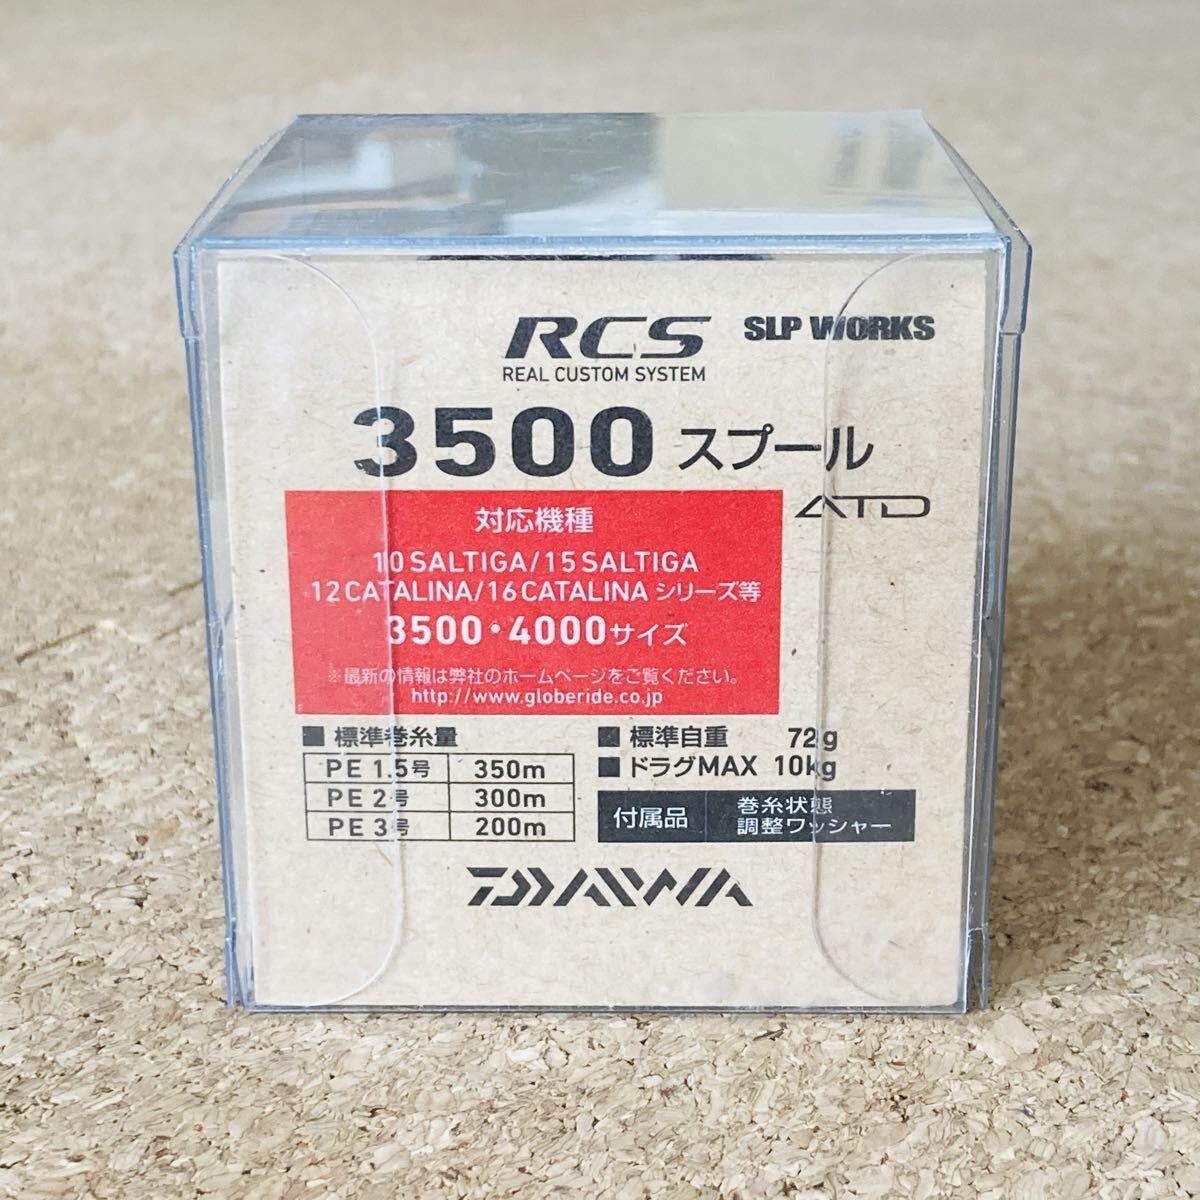 RCS SLP WORKS
REAL CUSTOM SYSTEM
3500 スプール
ATD
対応機種
10 SALTIGA/15 SALTIGA
12 CATALINA/16 CATALINA シリーズ等
3500・4000サイズ
※最新の情報は弊社のホームページをご覧ください。
http://www.globeride.co.jp
■ 標準巻糸量
PE 1.5号 350m
PE 2号 300m
PE 3号 200m
■ 標準自重 72g
■ ドラグMAX 10kg
付属品 巻糸状態
調整ワッシャー
DAIWA